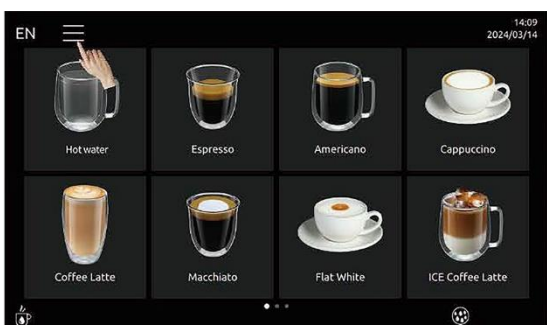 EN
14:09
2024/03/14
Hot water
Espresso
Americano
Cappuccino
Coffee Latte
Macchiato
Flat White
ICE Coffee Latte